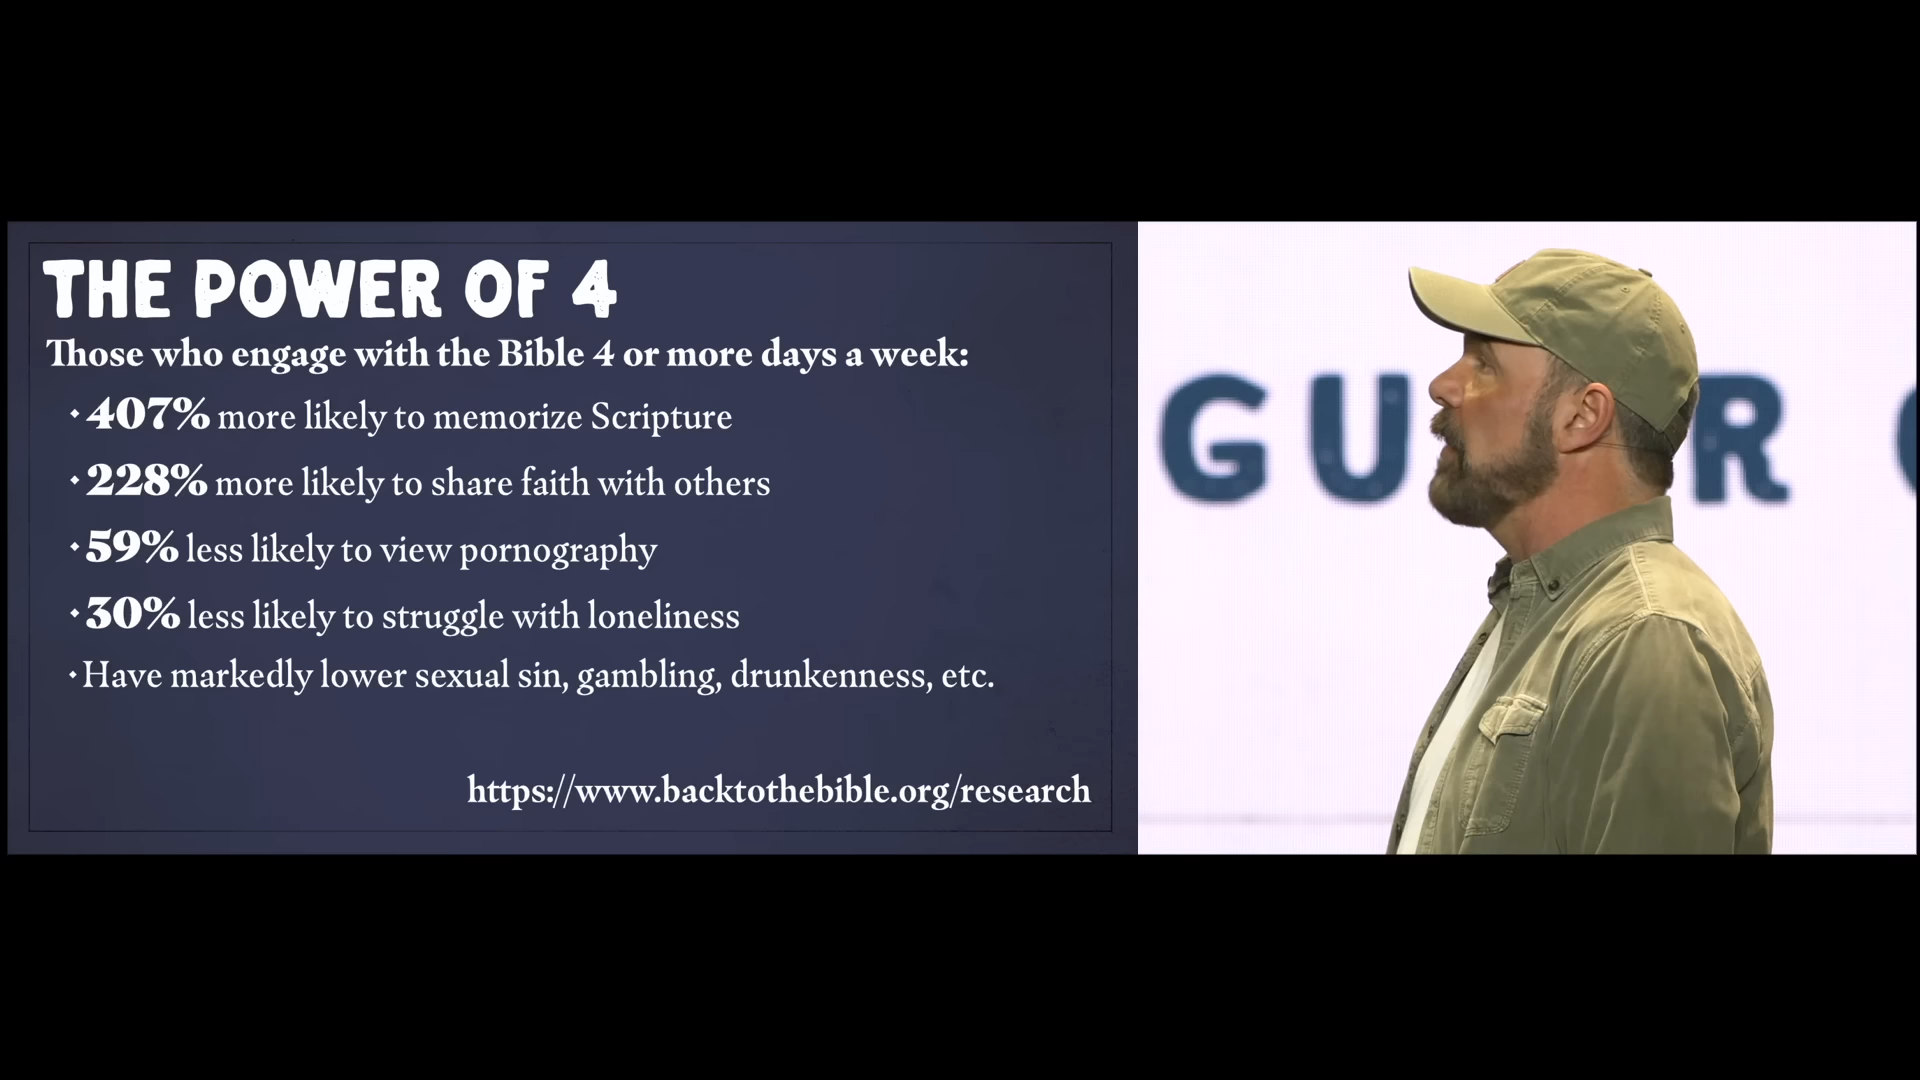 THE POWER OF 4
Those who engage with the Bible 4 or more days a week:
• 407% more likely to memorize Scripture
• 228% more likely to share faith with others
• 59% less likely to view pornography
• 30% less likely to struggle with loneliness
• Have markedly lower sexual sin, gambling, drunkenness, etc.
https://www.backtothebible.org/research